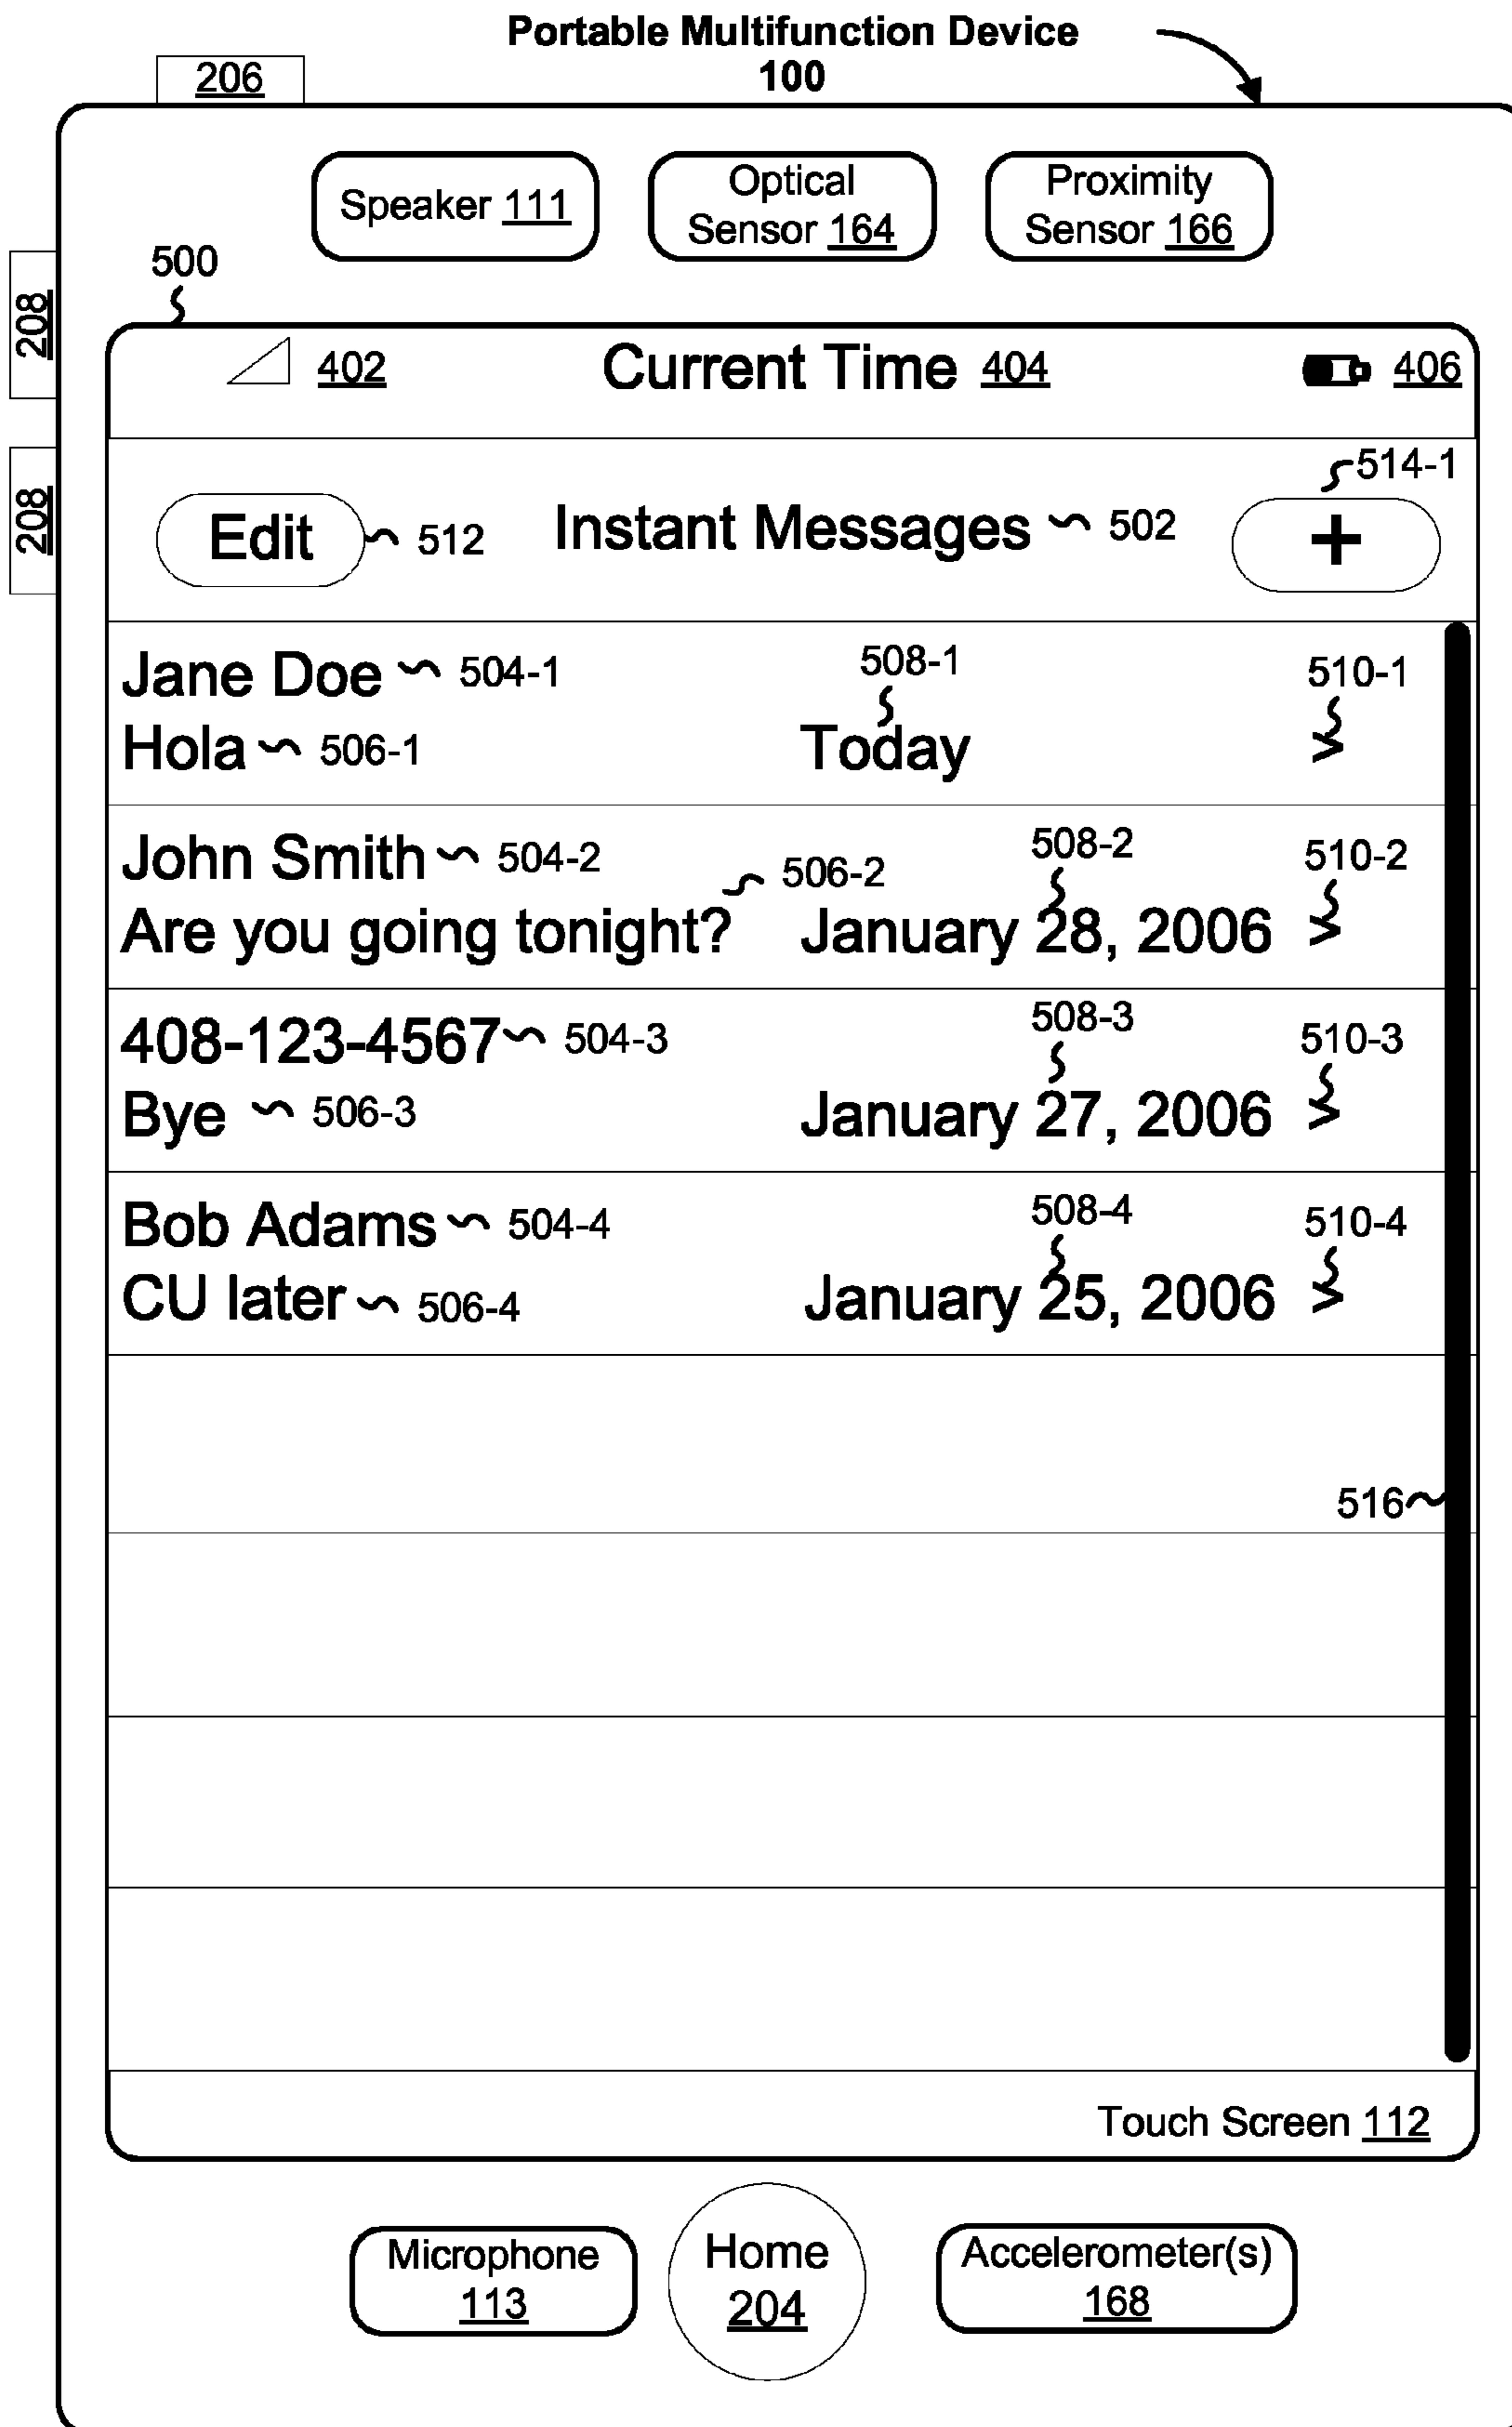 Portable Multifunction Device
100
206
Speaker 111
Optical
Sensor 164
Proximity
Sensor 166
208
208
500
402 Current Time 404 406
514-1
Edit 512 Instant Messages 502 +
Jane Doe 504-1 508-1 510-1
Hola 506-1 Today >
John Smith 504-2 506-2 508-2 510-2
Are you going tonight? January 28, 2006 >
408-123-4567 504-3 508-3 510-3
Bye 506-3 January 27, 2006 >
Bob Adams 504-4 508-4 510-4
CU later 506-4 January 25, 2006 >
516
Touch Screen 112
Microphone
113
Home
204
Accelerometer(s)
168